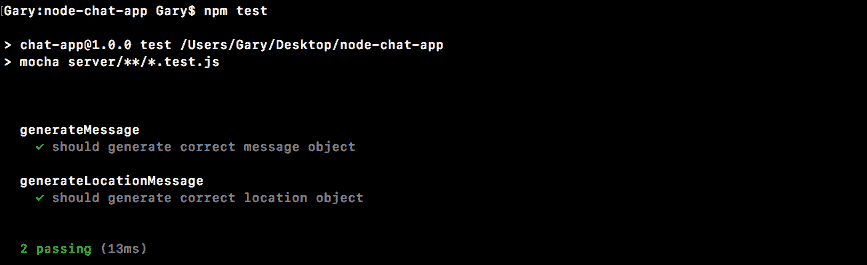 [Gary:node-chat-app Gary$ npm test
> chat-app@1.0.0 test /Users/Gary/Desktop/node-chat-app
> mocha server/**/*.test.js
generateMessage
✓ should generate correct message object
generateLocationMessage
✓ should generate correct location object
2 passing (13ms)